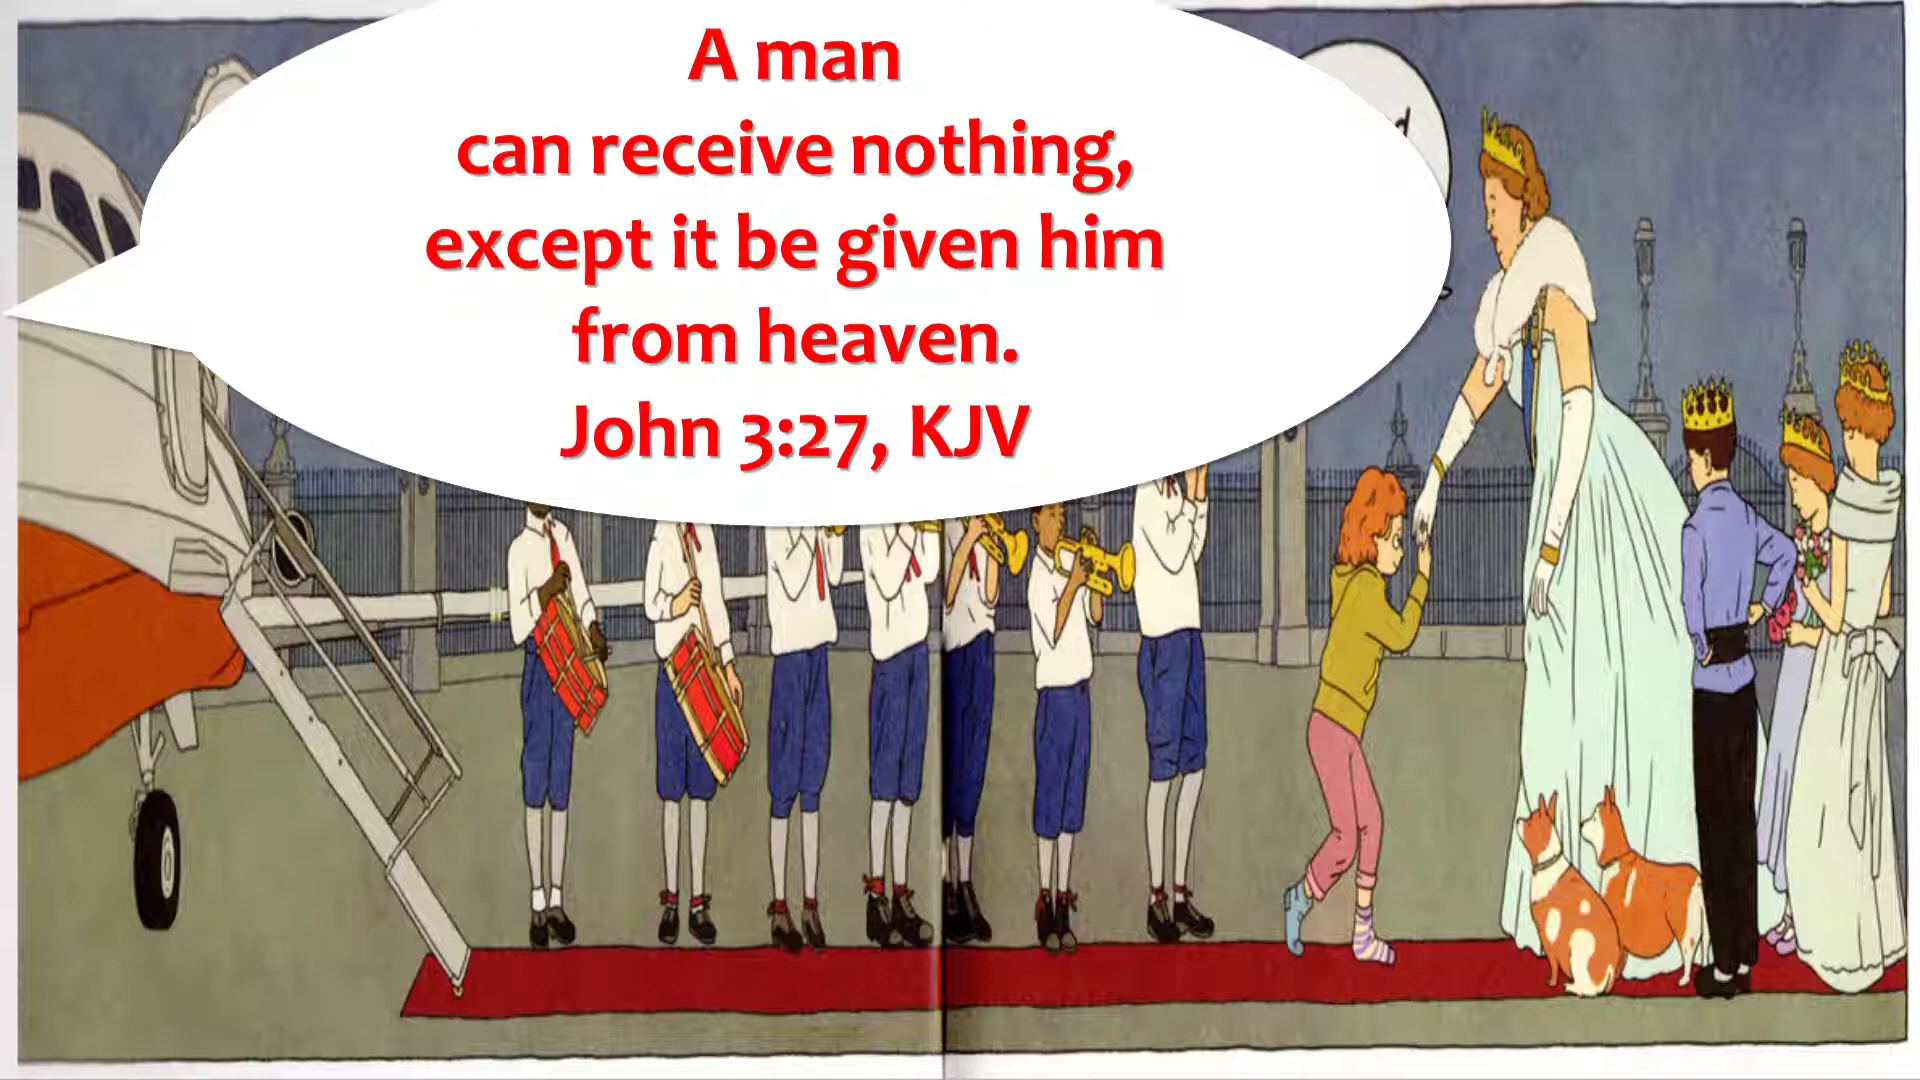 A man
can receive nothing,
except it be given him
from heaven.
John 3:27, KJV